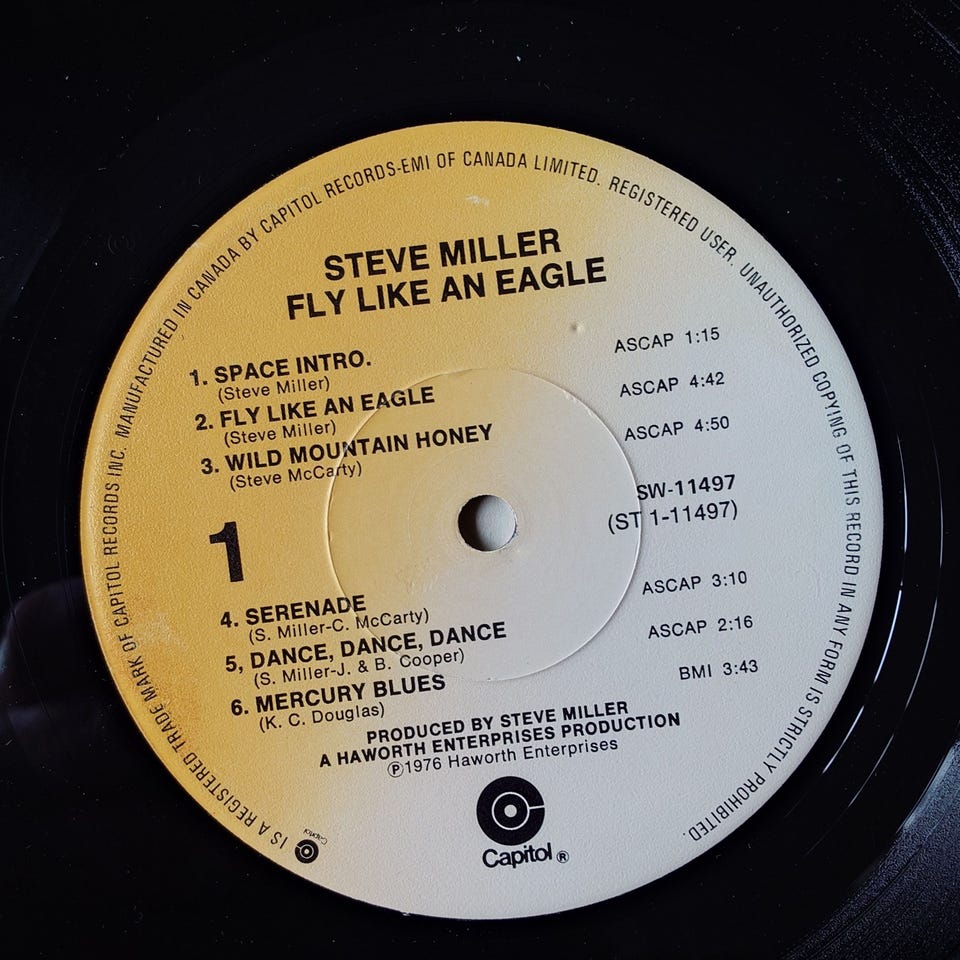 MANUFACTURED IN CANADA BY CAPITOL RECORDS-EMI OF CANADA LIMITED. REGISTERED USER. UNAUTHORIZED COPYING OF THIS RECORD IN ANY FORM IS STRICTLY PROHIBITED.
STEVE MILLER
FLY LIKE AN EAGLE
1. SPACE INTRO. ASCAP 1:15
(Steve Miller)
2. FLY LIKE AN EAGLE ASCAP 4:42
(Steve Miller)
3. WILD MOUNTAIN HONEY ASCAP 4:50
(Steve McCarty)
SW-11497
(ST 1-11497)
1
4. SERENADE ASCAP 3:10
(S. Miller-C. McCarty)
5, DANCE, DANCE, DANCE ASCAP 2:16
(S. Miller-J. & B. Cooper)
6. MERCURY BLUES BMI 3:43
(K. C. Douglas)
PRODUCED BY STEVE MILLER
A HAWORTH ENTERPRISES PRODUCTION
Ⓟ1976 Haworth Enterprises
Capitol ®
Capitol IS A REGISTERED TRADE MARK OF CAPITOL RECORDS INC.